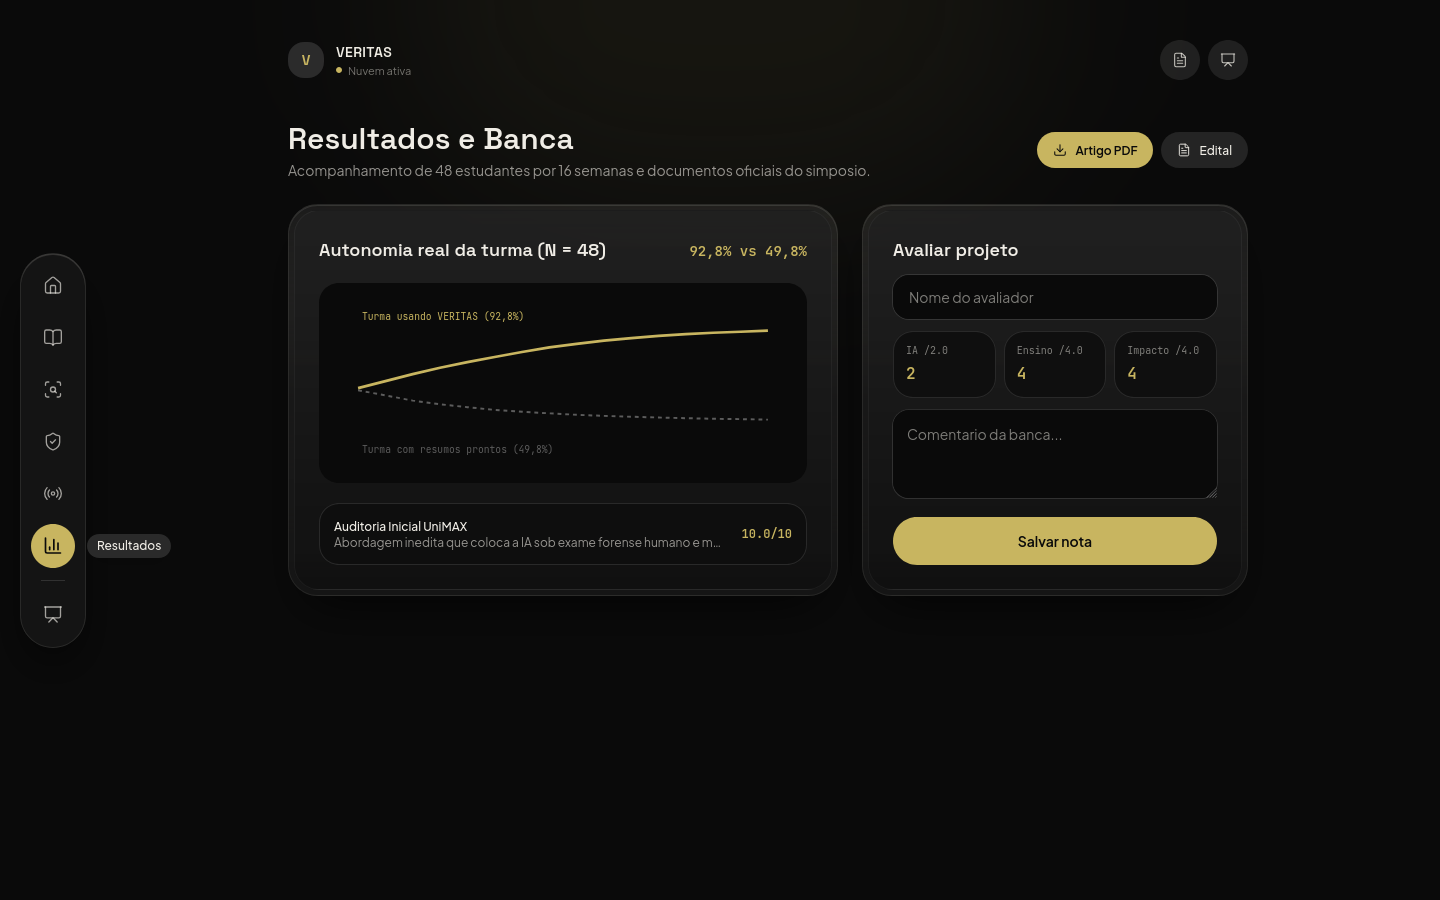 V
VERITAS
Nuvem ativa
Resultados e Banca
Acompanhamento de 48 estudantes por 16 semanas e documentos oficiais do simposio.
Artigo PDF
Edital
Autonomia real da turma (N = 48)
92,8% vs 49,8%
Turma usando VERITAS (92,8%)
Turma com resumos prontos (49,8%)
Auditoria Inicial UniMAX
Abordagem inedita que coloca a IA sob exame forense humano e m...
10.0/10
Avaliar projeto
Nome do avaliador
IA /2.0
2
Ensino /4.0
4
Impacto /4.0
4
Comentario da banca...
Salvar nota
Resultados